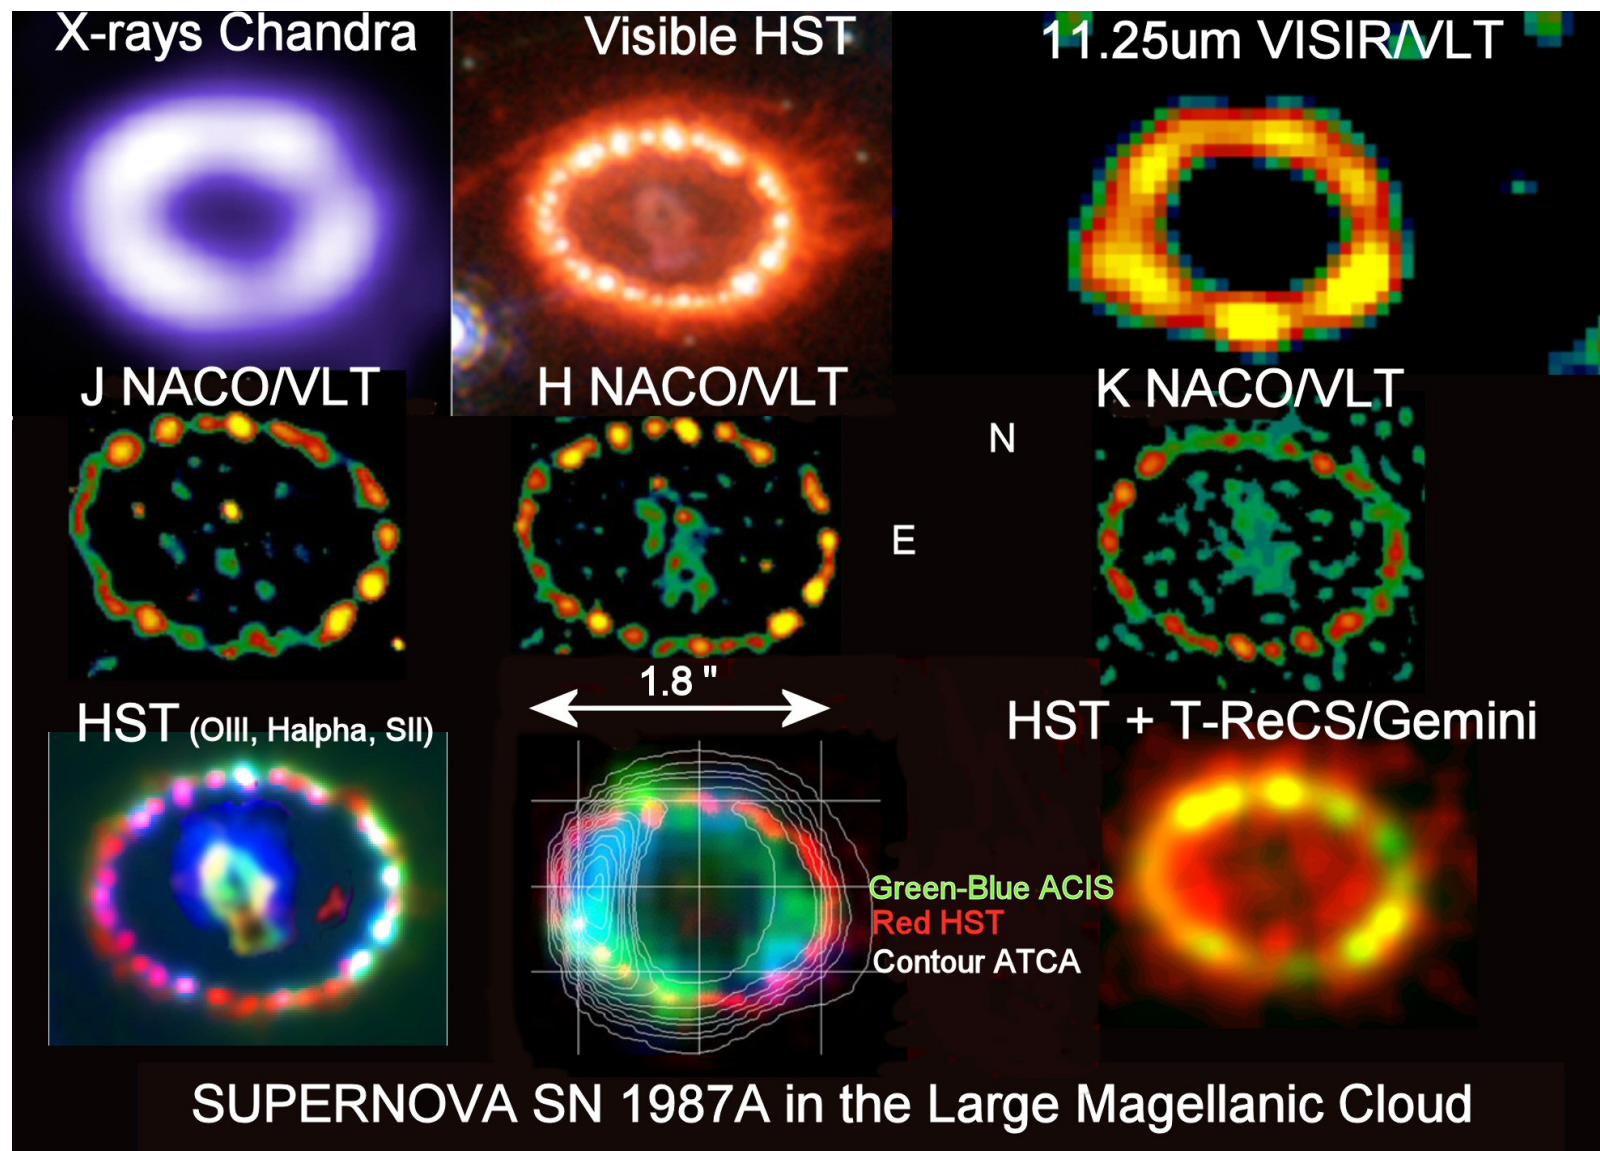 X-rays Chandra
Visible HST
11.25um VISIR/VLT
J NACO/VLT
H NACO/VLT
K NACO/VLT
N
E
1.8 "
HST (OIII, Halpha, SII)
HST + T-ReCS/Gemini
Green-Blue ACIS
Red HST
Contour ATCA
SUPERNOVA SN 1987A in the Large Magellanic Cloud